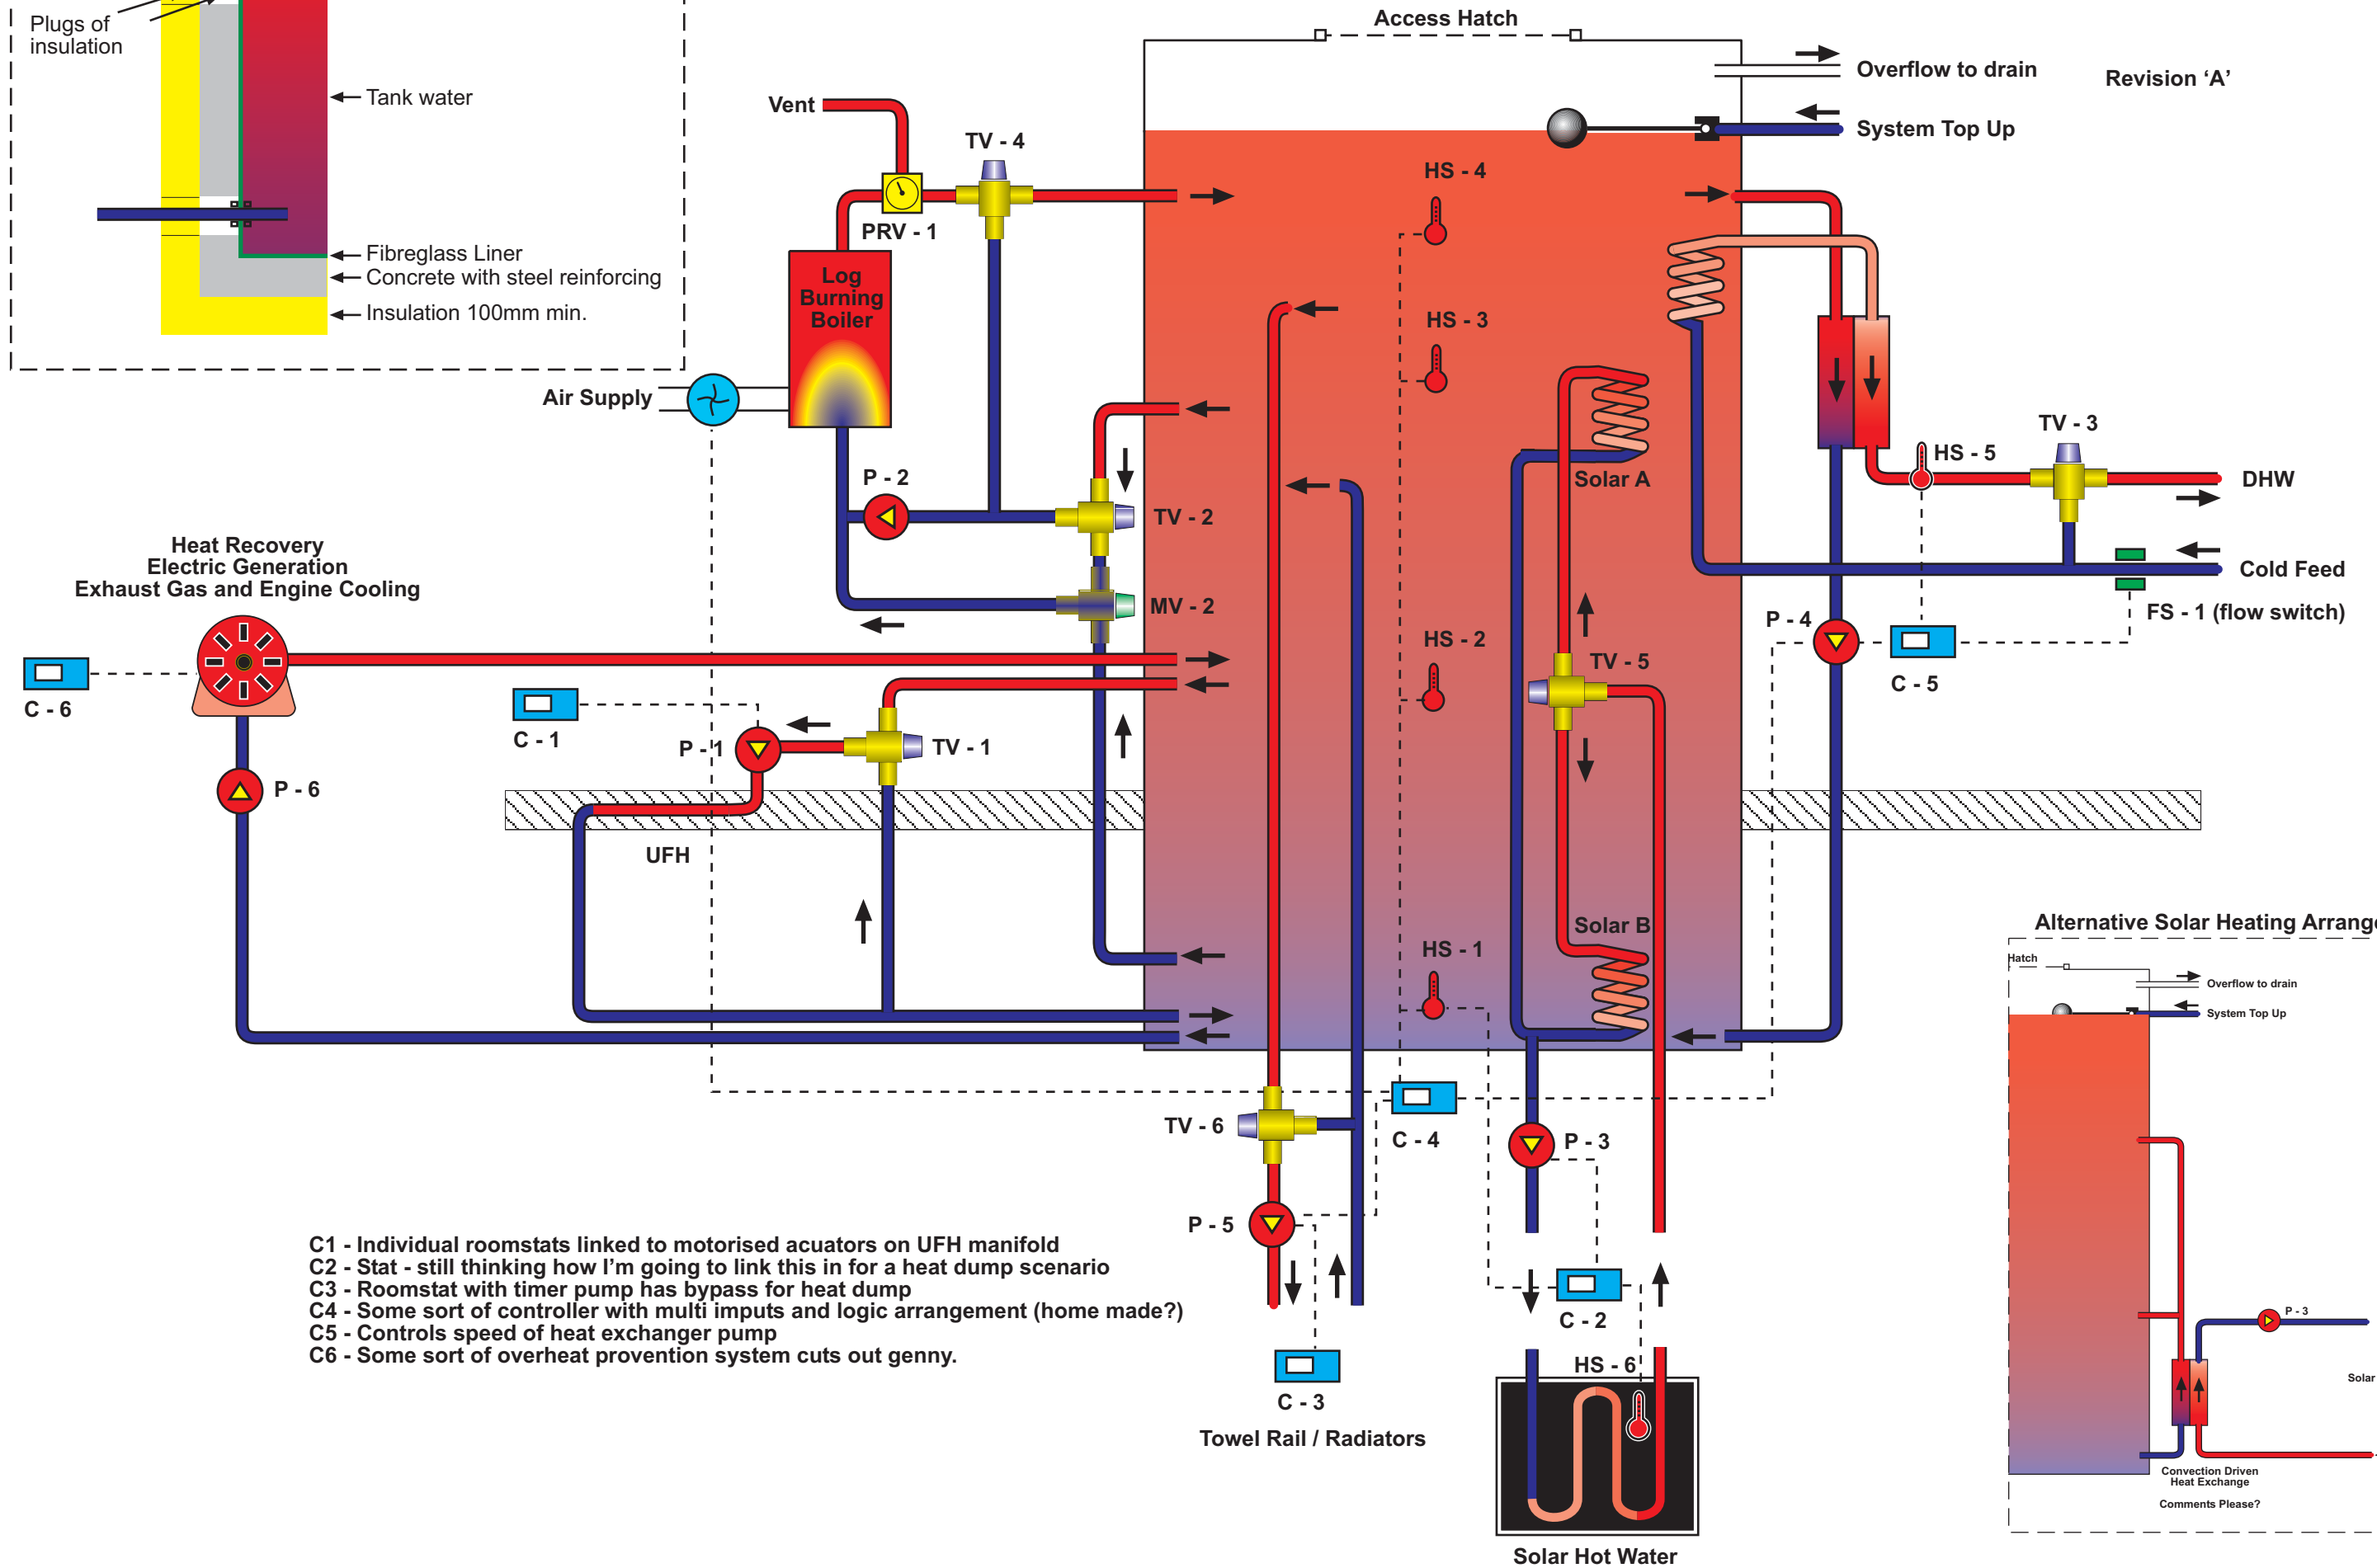 Plugs of
insulation
Tank water
Fibreglass Liner
Concrete with steel reinforcing
Insulation 100mm min.
Access Hatch
Overflow to drain
Revision ‘A’
System Top Up
Vent
TV - 4
PRV - 1
Log
Burning
Boiler
Air Supply
P - 2
TV - 2
MV - 2
HS - 4
HS - 3
HS - 2
HS - 1
Solar A
TV - 5
Solar B
HS - 5
TV - 3
DHW
Cold Feed
FS - 1 (flow switch)
P - 4
C - 5
Heat Recovery
Electric Generation
Exhaust Gas and Engine Cooling
C - 6
P - 6
C - 1
P - 1
TV - 1
UFH
TV - 6
C - 4
P - 3
P - 5
C - 2
C - 3
HS - 6
Towel Rail / Radiators
Solar Hot Water
C1 - Individual roomstats linked to motorised acuators on UFH manifold
C2 - Stat - still thinking how I’m going to link this in for a heat dump scenario
C3 - Roomstat with timer pump has bypass for heat dump
C4 - Some sort of controller with multi imputs and logic arrangement (home made?)
C5 - Controls speed of heat exchanger pump
C6 - Some sort of overheat provention system cuts out genny.
Alternative Solar Heating Arrang
Hatch
Overflow to drain
System Top Up
P - 3
Solar
Convection Driven
Heat Exchange
Comments Please?